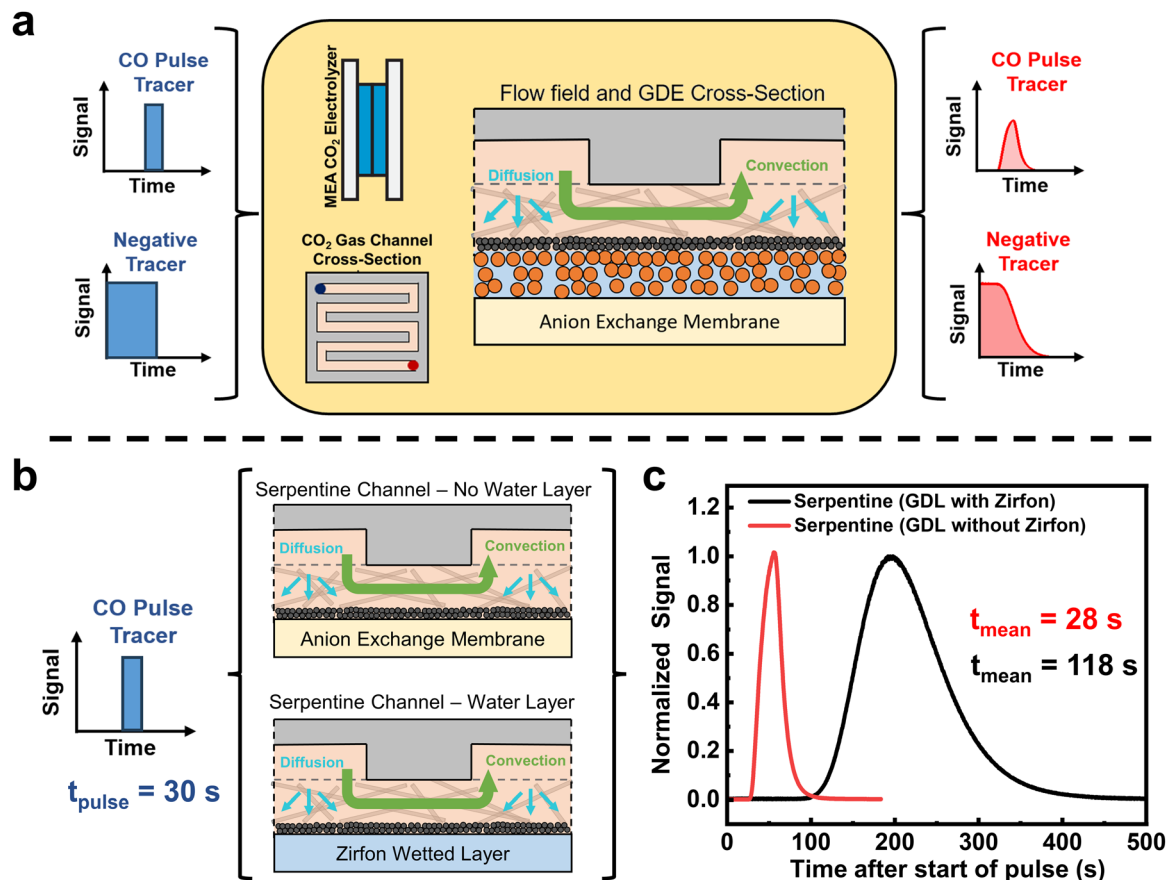 a
CO Pulse
Tracer
Signal
Time
Negative
Tracer
Signal
Time
MEA CO₂ Electrolyzer
CO₂ Gas Channel
Cross-Section
Flow field and GDE Cross-Section
Diffusion
Convection
Anion Exchange Membrane
CO Pulse
Tracer
Signal
Time
Negative
Tracer
Signal
Time
b
CO Pulse
Tracer
Signal
Time
t_pulse = 30 s
Serpentine Channel – No Water Layer
Diffusion
Convection
Anion Exchange Membrane
Serpentine Channel – Water Layer
Diffusion
Convection
Zirfon Wetted Layer
c
Serpentine (GDL with Zirfon)
Serpentine (GDL without Zirfon)
t_mean = 28 s
t_mean = 118 s
Normalized Signal
1.2
1.0
0.8
0.6
0.4
0.2
0.0
0 100 200 300 400 500
Time after start of pulse (s)